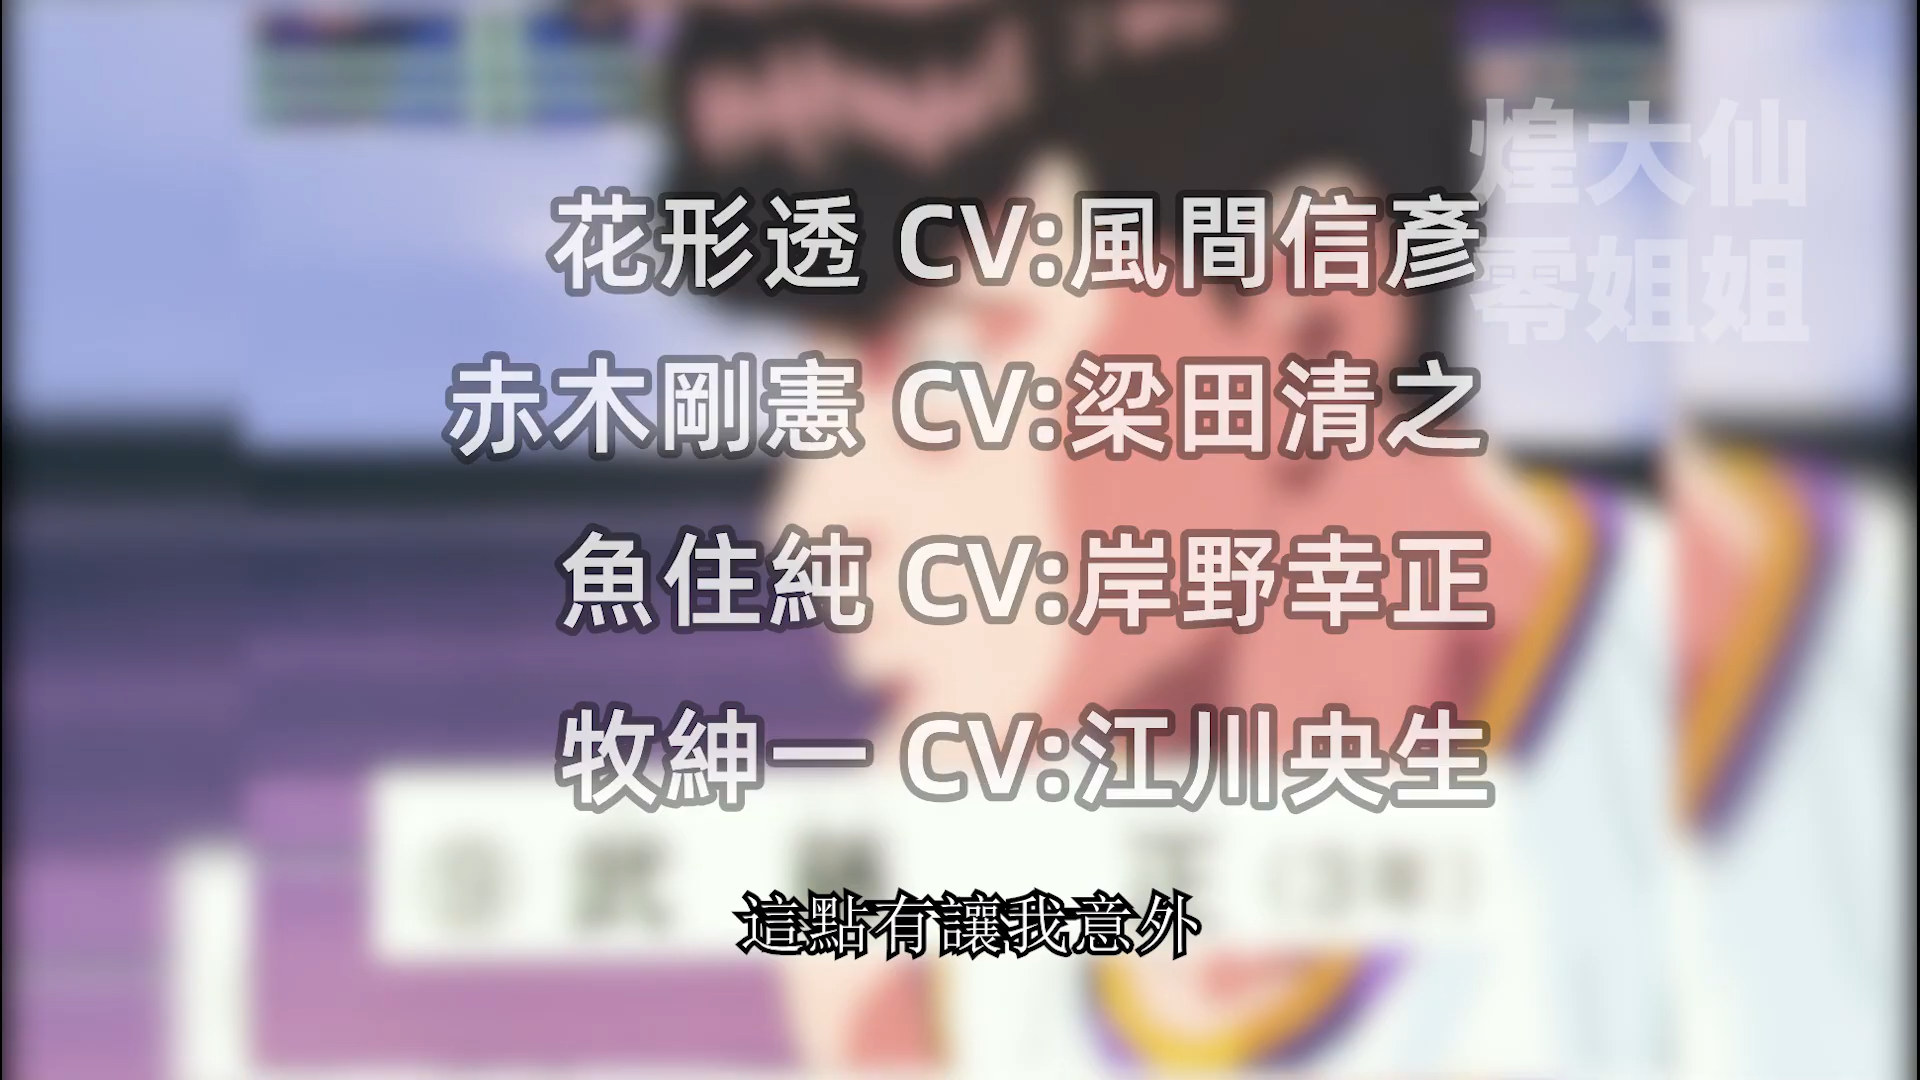 煌大仙
零姐姐
花形透 CV:風間信彥
赤木剛憲 CV:梁田清之
魚住純 CV:岸野幸正
牧紳一 CV:江川央生
這點有讓我意外